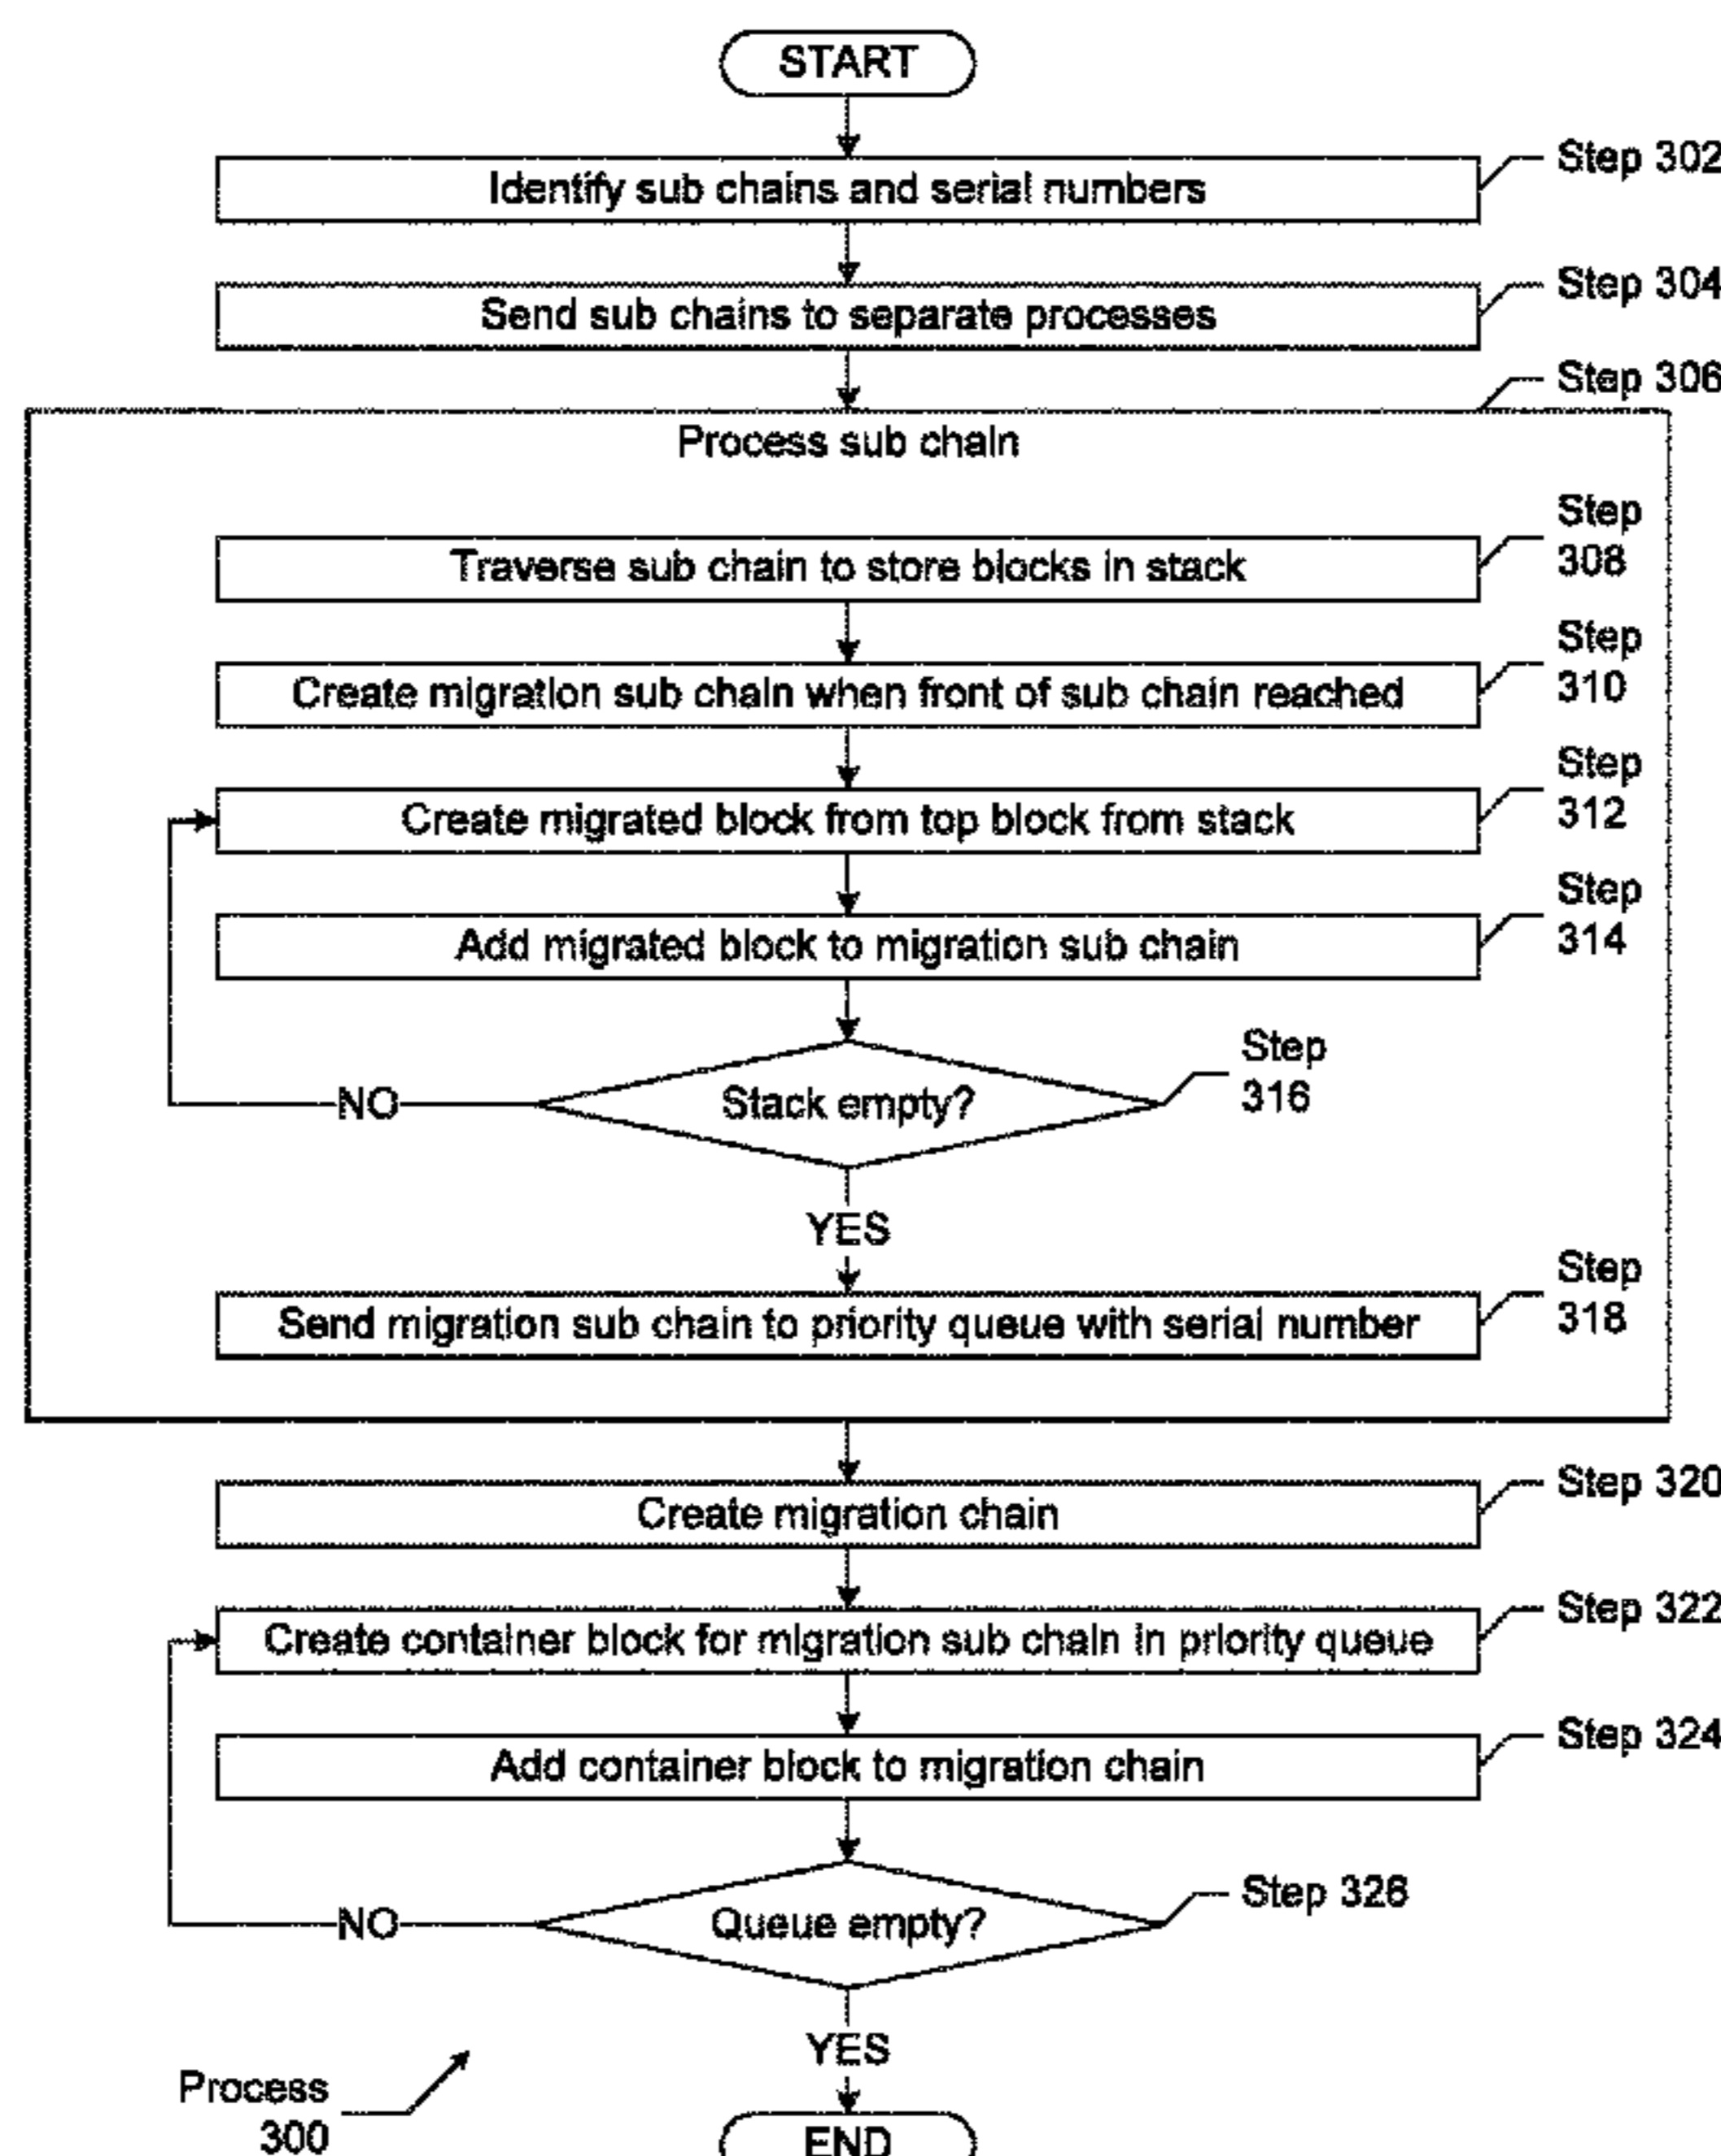 START
Identify sub chains and serial numbers
Step 302
Send sub chains to separate processes
Step 304
Step 306
Process sub chain
Traverse sub chain to store blocks in stack
Step
308
Create migration sub chain when front of sub chain reached
Step
310
Create migrated block from top block from stack
Step
312
Add migrated block to migration sub chain
Step
314
Stack empty?
Step
316
NO
YES
Send migration sub chain to priority queue with serial number
Step
318
Create migration chain
Step 320
Create container block for migration sub chain in priority queue
Step 322
Add container block to migration chain
Step 324
Queue empty?
Step 326
NO
YES
Process
300
END